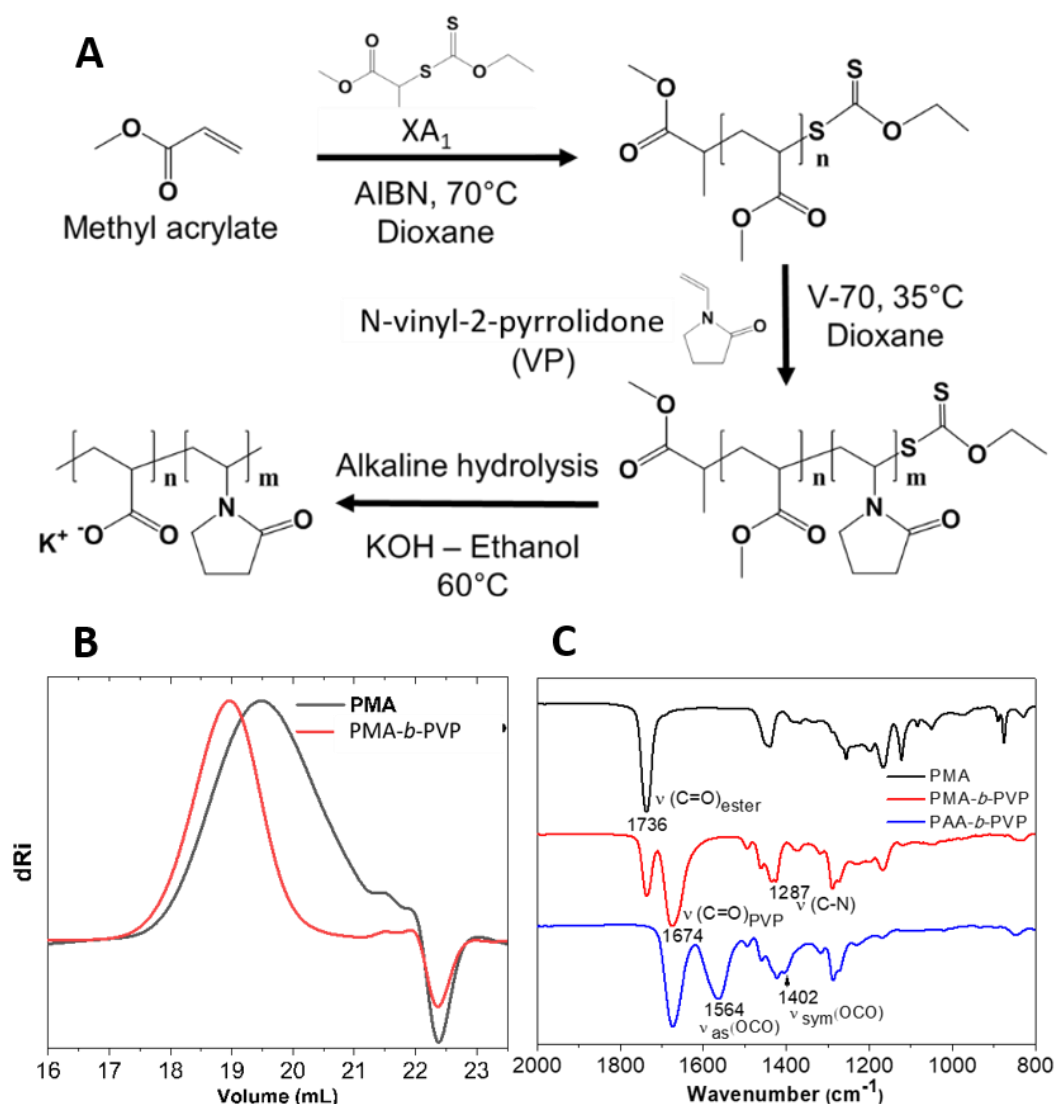 A
O
O
S
S
O
XA₁
AIBN, 70°C
Dioxane
O
O
Methyl acrylate
O
O
n
S
S
O
O
O
N-vinyl-2-pyrrolidone
(VP)
N
O
V-70, 35°C
Dioxane
n
m
K⁺ ⁻O
O
N
O
Alkaline hydrolysis
KOH – Ethanol
60°C
O
O
n
m
S
S
O
O
O
N
O
B
PMA
PMA-b-PVP
dRi
16 17 18 19 20 21 22 23
Volume (mL)
C
PMA
PMA-b-PVP
PAA-b-PVP
ν (C=O)ester
1736
1287
ν (C-N)
ν (C=O)PVP
1674
1564
νas(OCO)
1402
νsym(OCO)
2000 1800 1600 1400 1200 1000 800
Wavenumber (cm⁻¹)